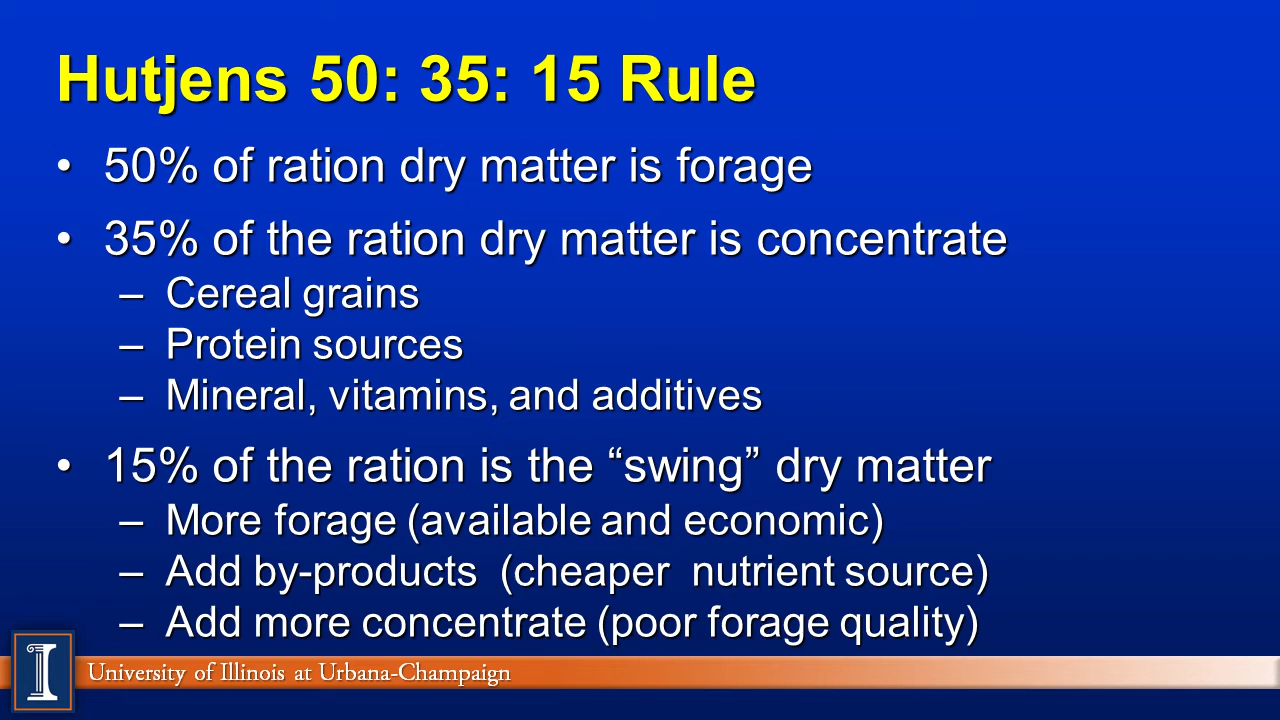 Hutjens 50: 35: 15 Rule
• 50% of ration dry matter is forage
• 35% of the ration dry matter is concentrate
– Cereal grains
– Protein sources
– Mineral, vitamins, and additives
• 15% of the ration is the “swing” dry matter
– More forage (available and economic)
– Add by-products (cheaper nutrient source)
– Add more concentrate (poor forage quality)
I
University of Illinois at Urbana-Champaign